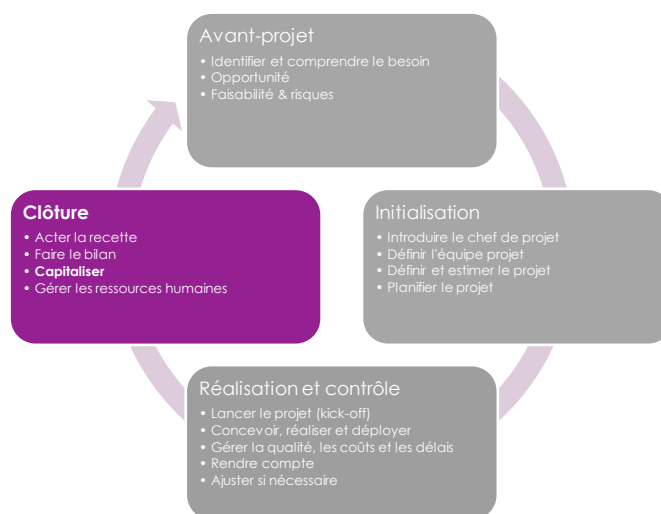 Avant-projet
• Identifier et comprendre le besoin
• Opportunité
• Faisabilité & risques
Initialisation
• Introduire le chef de projet
• Définir l'équipe projet
• Définir et estimer le projet
• Planifier le projet
Réalisation et contrôle
• Lancer le projet (kick-off)
• Concevoir, réaliser et déployer
• Gérer la qualité, les coûts et les délais
• Rendre compte
• Ajuster si nécessaire
Clôture
• Acter la recette
• Faire le bilan
• Capitaliser
• Gérer les ressources humaines